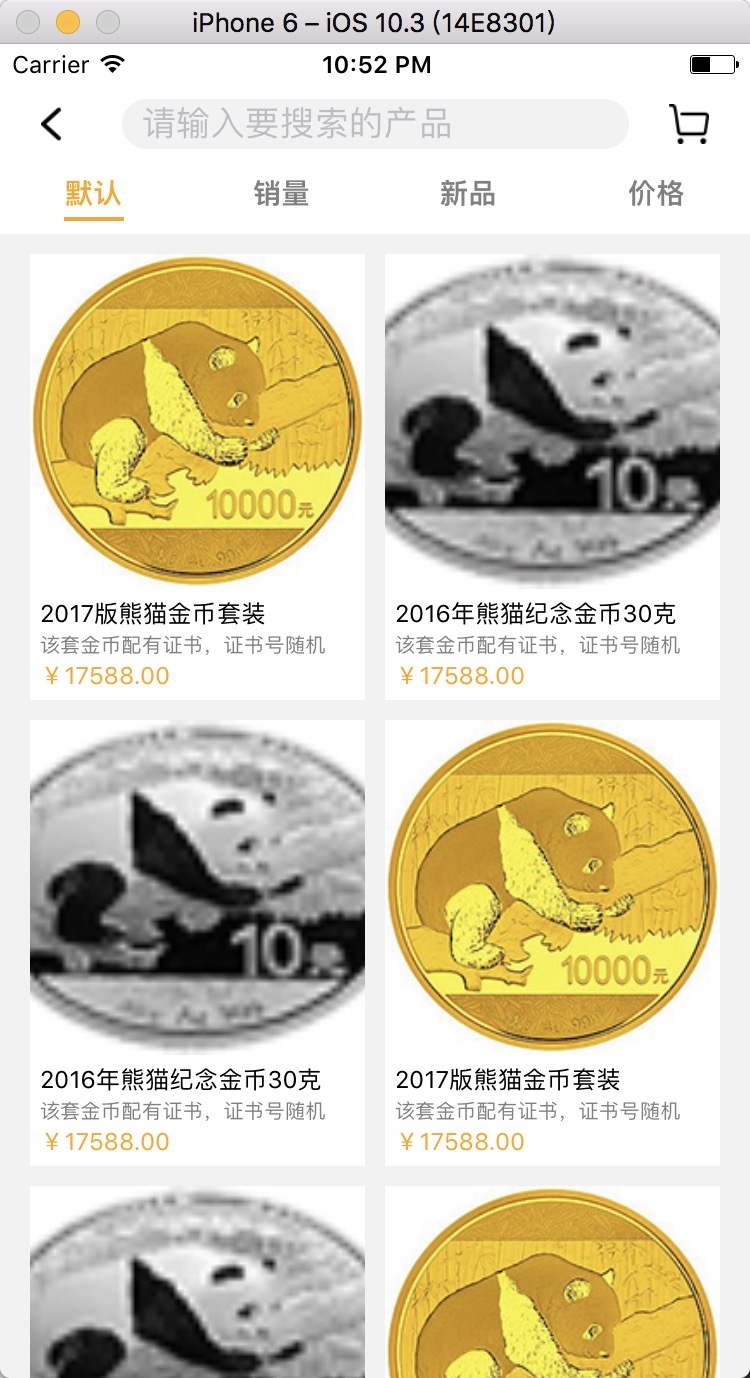 iPhone 6 – iOS 10.3 (14E8301)
Carrier 10:52 PM
请输入要搜索的产品
默认 销量 新品 价格
10000元
10元
2017版熊猫金币套装
该套金币配有证书，证书号随机
￥17588.00
2016年熊猫纪念金币30克
该套金币配有证书，证书号随机
￥17588.00
10元
10000元
2016年熊猫纪念金币30克
该套金币配有证书，证书号随机
￥17588.00
2017版熊猫金币套装
该套金币配有证书，证书号随机
￥17588.00